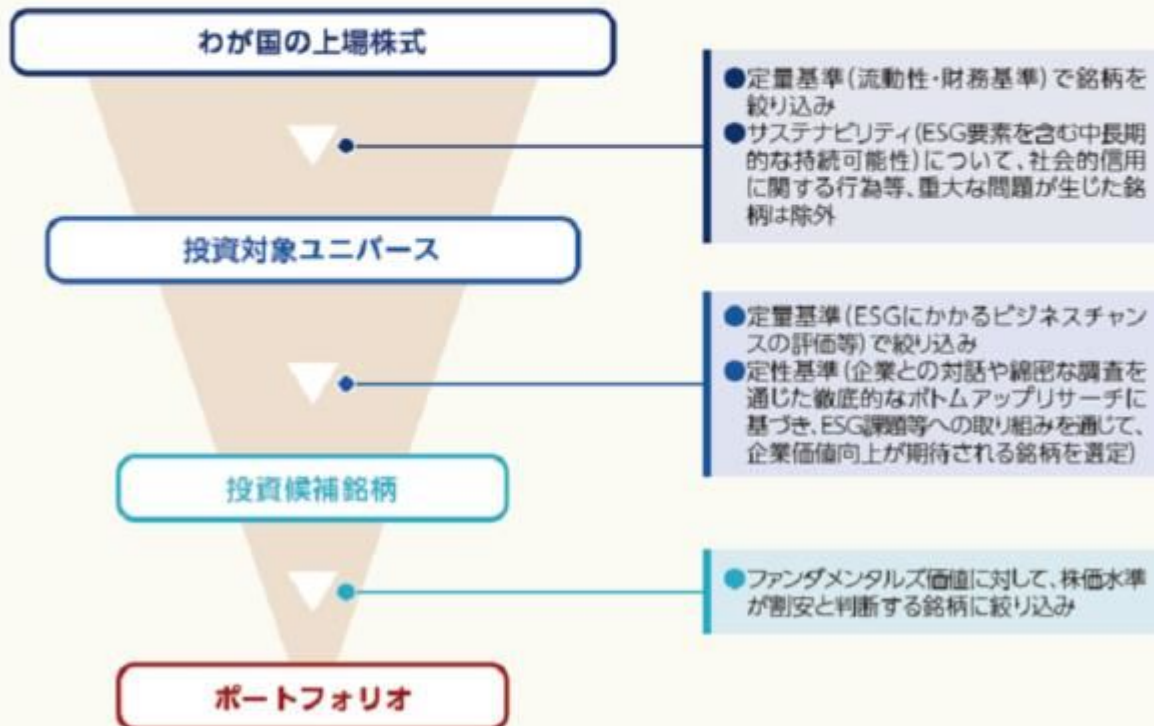 わが国の上場株式
●定量基準(流動性・財務基準)で銘柄を
絞り込み
●サステナビリティ(ESG要素を含む中長期
的な持続可能性)について、社会的信用
に関する行為等、重大な問題が生じた銘
柄は除外
投資対象ユニバース
●定量基準(ESGにかかるビジネスチャン
スの評価等)で絞り込み
●定性基準(企業との対話や綿密な調査を
通じた徹底的なボトムアップリサーチに
基づき、ESG課題等への取り組みを通じて、
企業価値向上が期待される銘柄を選定)
投資候補銘柄
●ファンダメンタルズ価値に対して、株価水準
が割安と判断する銘柄に絞り込み
ポートフォリオ